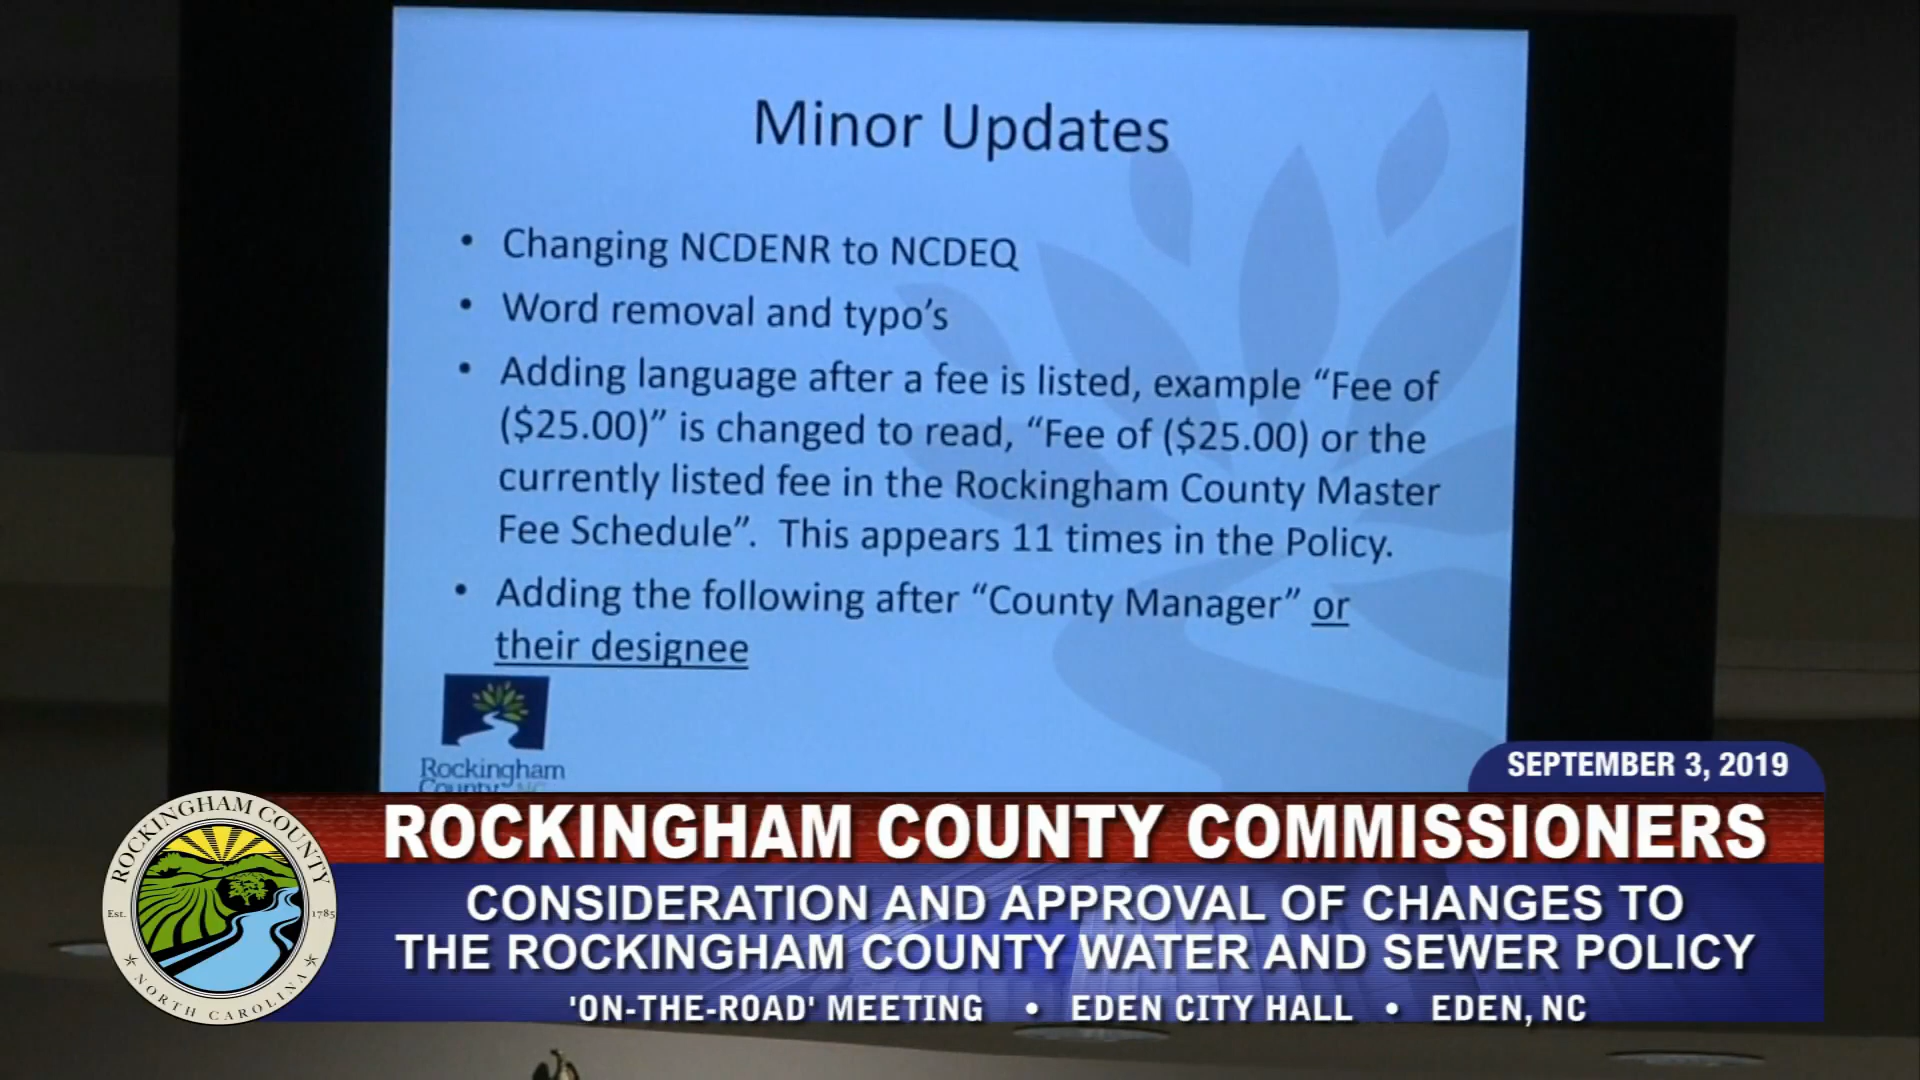 Minor Updates
• Changing NCDENR to NCDEQ
• Word removal and typo's
• Adding language after a fee is listed, example “Fee of
($25.00)” is changed to read, “Fee of ($25.00) or the
currently listed fee in the Rockingham County Master
Fee Schedule”.  This appears 11 times in the Policy.
• Adding the following after “County Manager” or
their designee
Rockingham
County NC
SEPTEMBER 3, 2019
ROCKINGHAM COUNTY COMMISSIONERS
CONSIDERATION AND APPROVAL OF CHANGES TO
THE ROCKINGHAM COUNTY WATER AND SEWER POLICY
'ON-THE-ROAD' MEETING • EDEN CITY HALL • EDEN, NC
ROCKINGHAM COUNTY
Est. 1785
NORTH CAROLINA